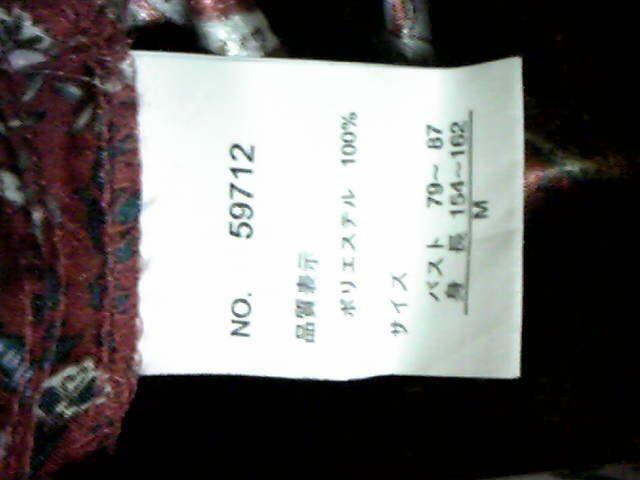 NO. 59712
品質表示
ポリエステル 100%
サイズ
バスト 79~ 87
身 長 154~162
M